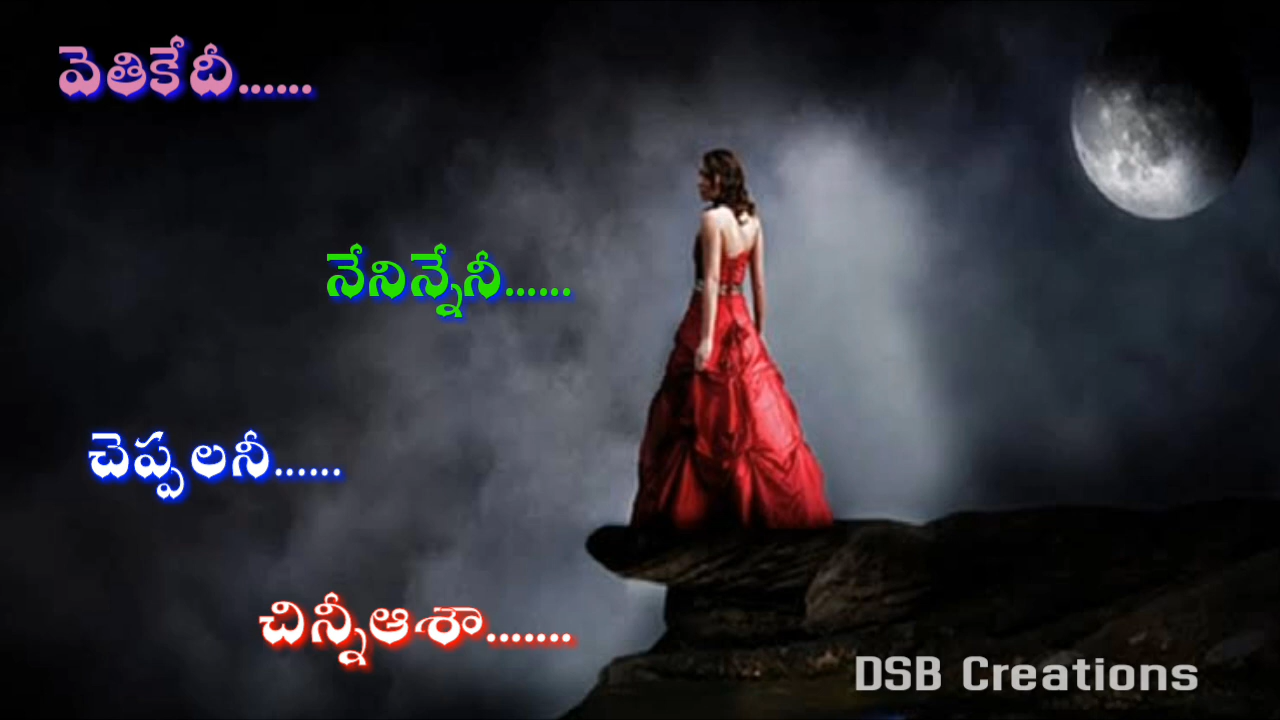 వెతికేదీ......
నేనిన్నేనీ......
చెప్పలనీ......
చిన్నీఆశా.......
DSB Creations